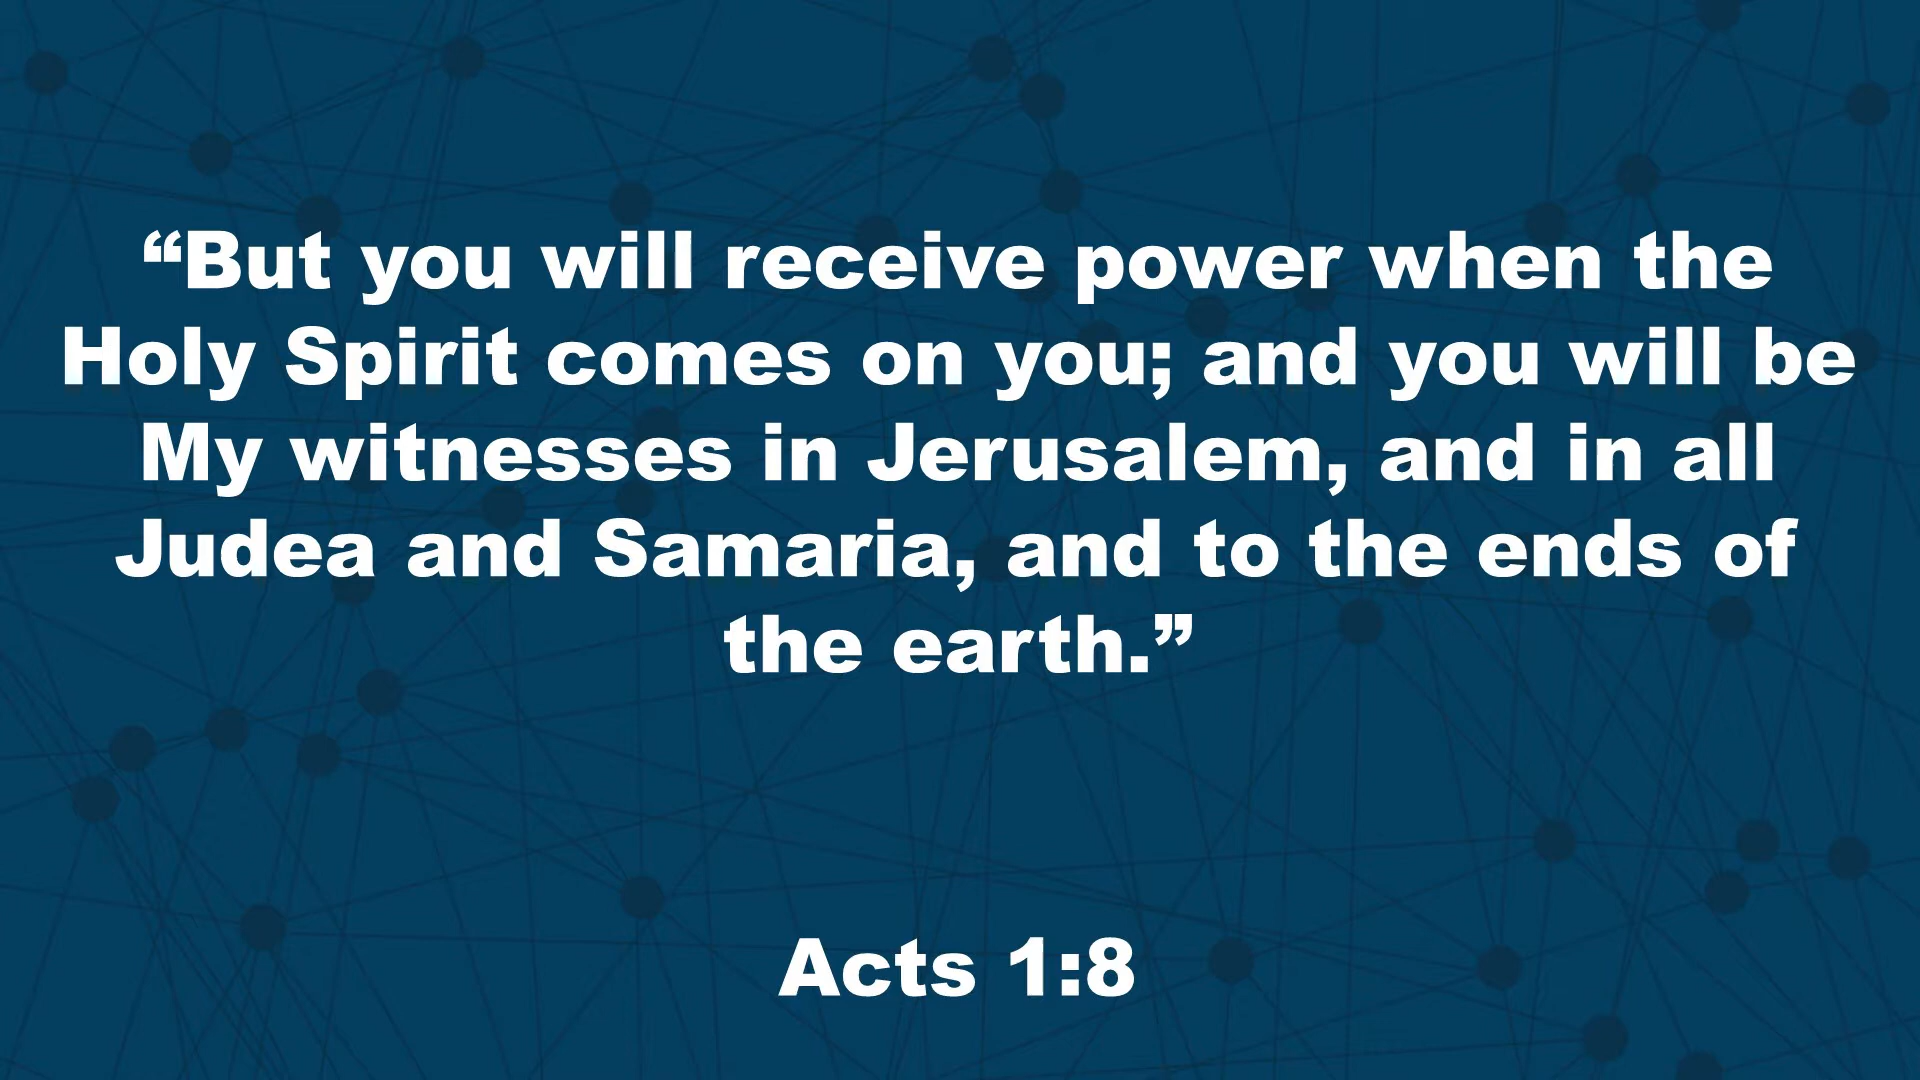 “But you will receive power when the
Holy Spirit comes on you; and you will be
My witnesses in Jerusalem, and in all
Judea and Samaria, and to the ends of
the earth.”
Acts 1:8